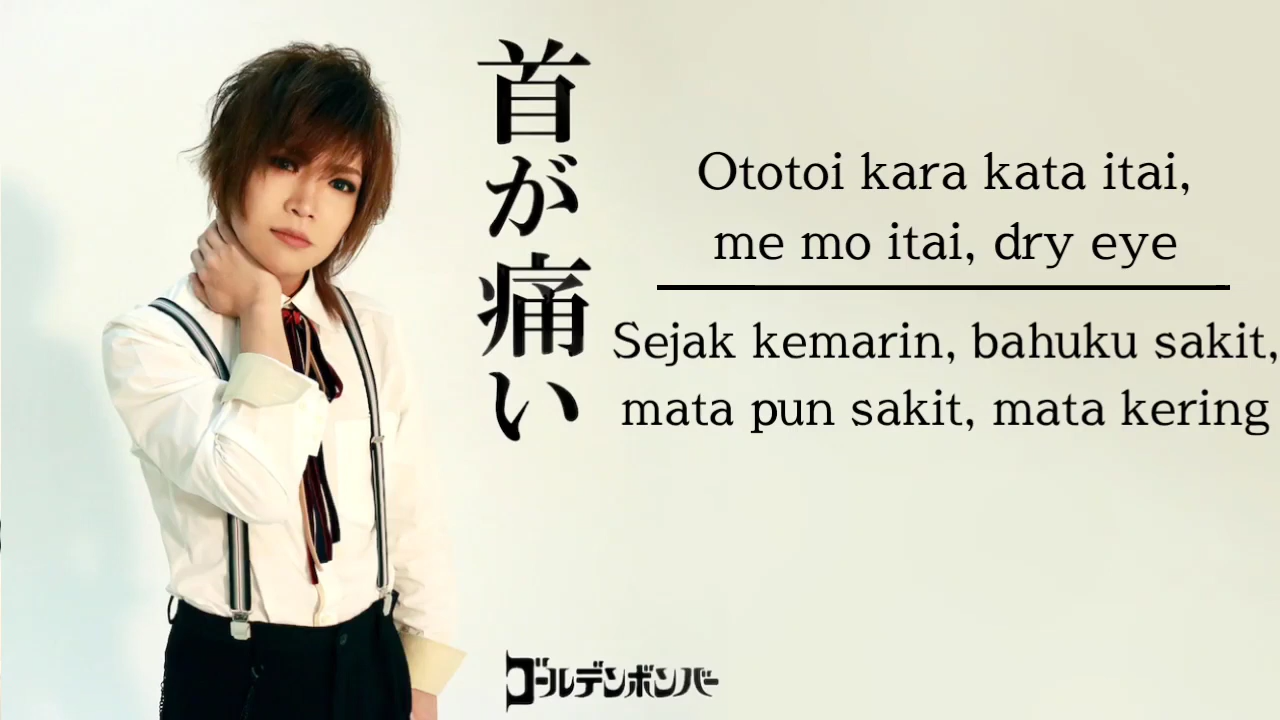 首が痛い
Ototoi kara kata itai,
me mo itai, dry eye
Sejak kemarin, bahuku sakit,
mata pun sakit, mata kering
ゴールデンボンバー